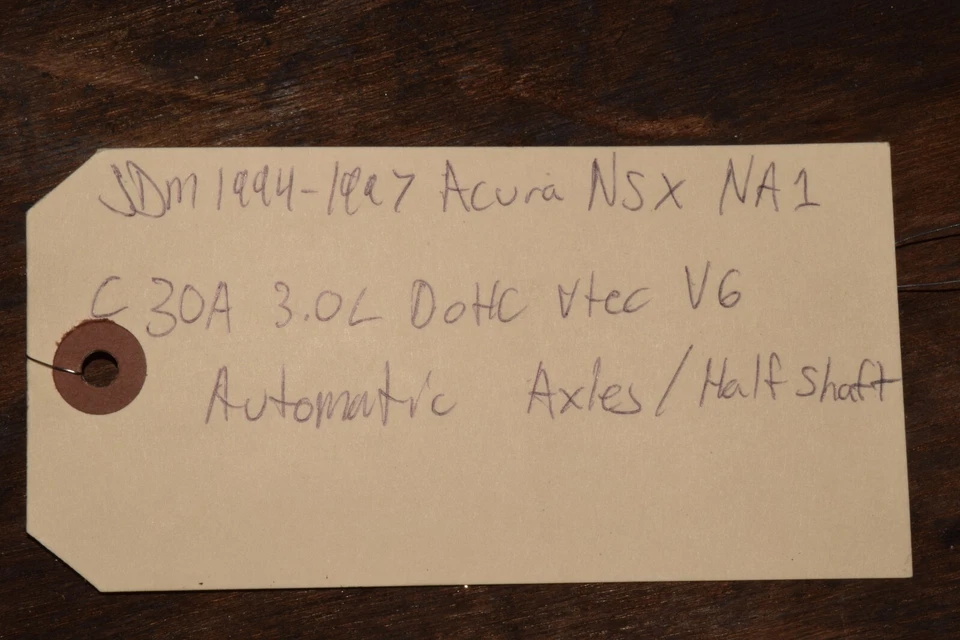 JDM 1994-1997 Acura NSX NA1
C30A 3.0L DOHC Vtec V6
Automatic Axles/Half Shaft